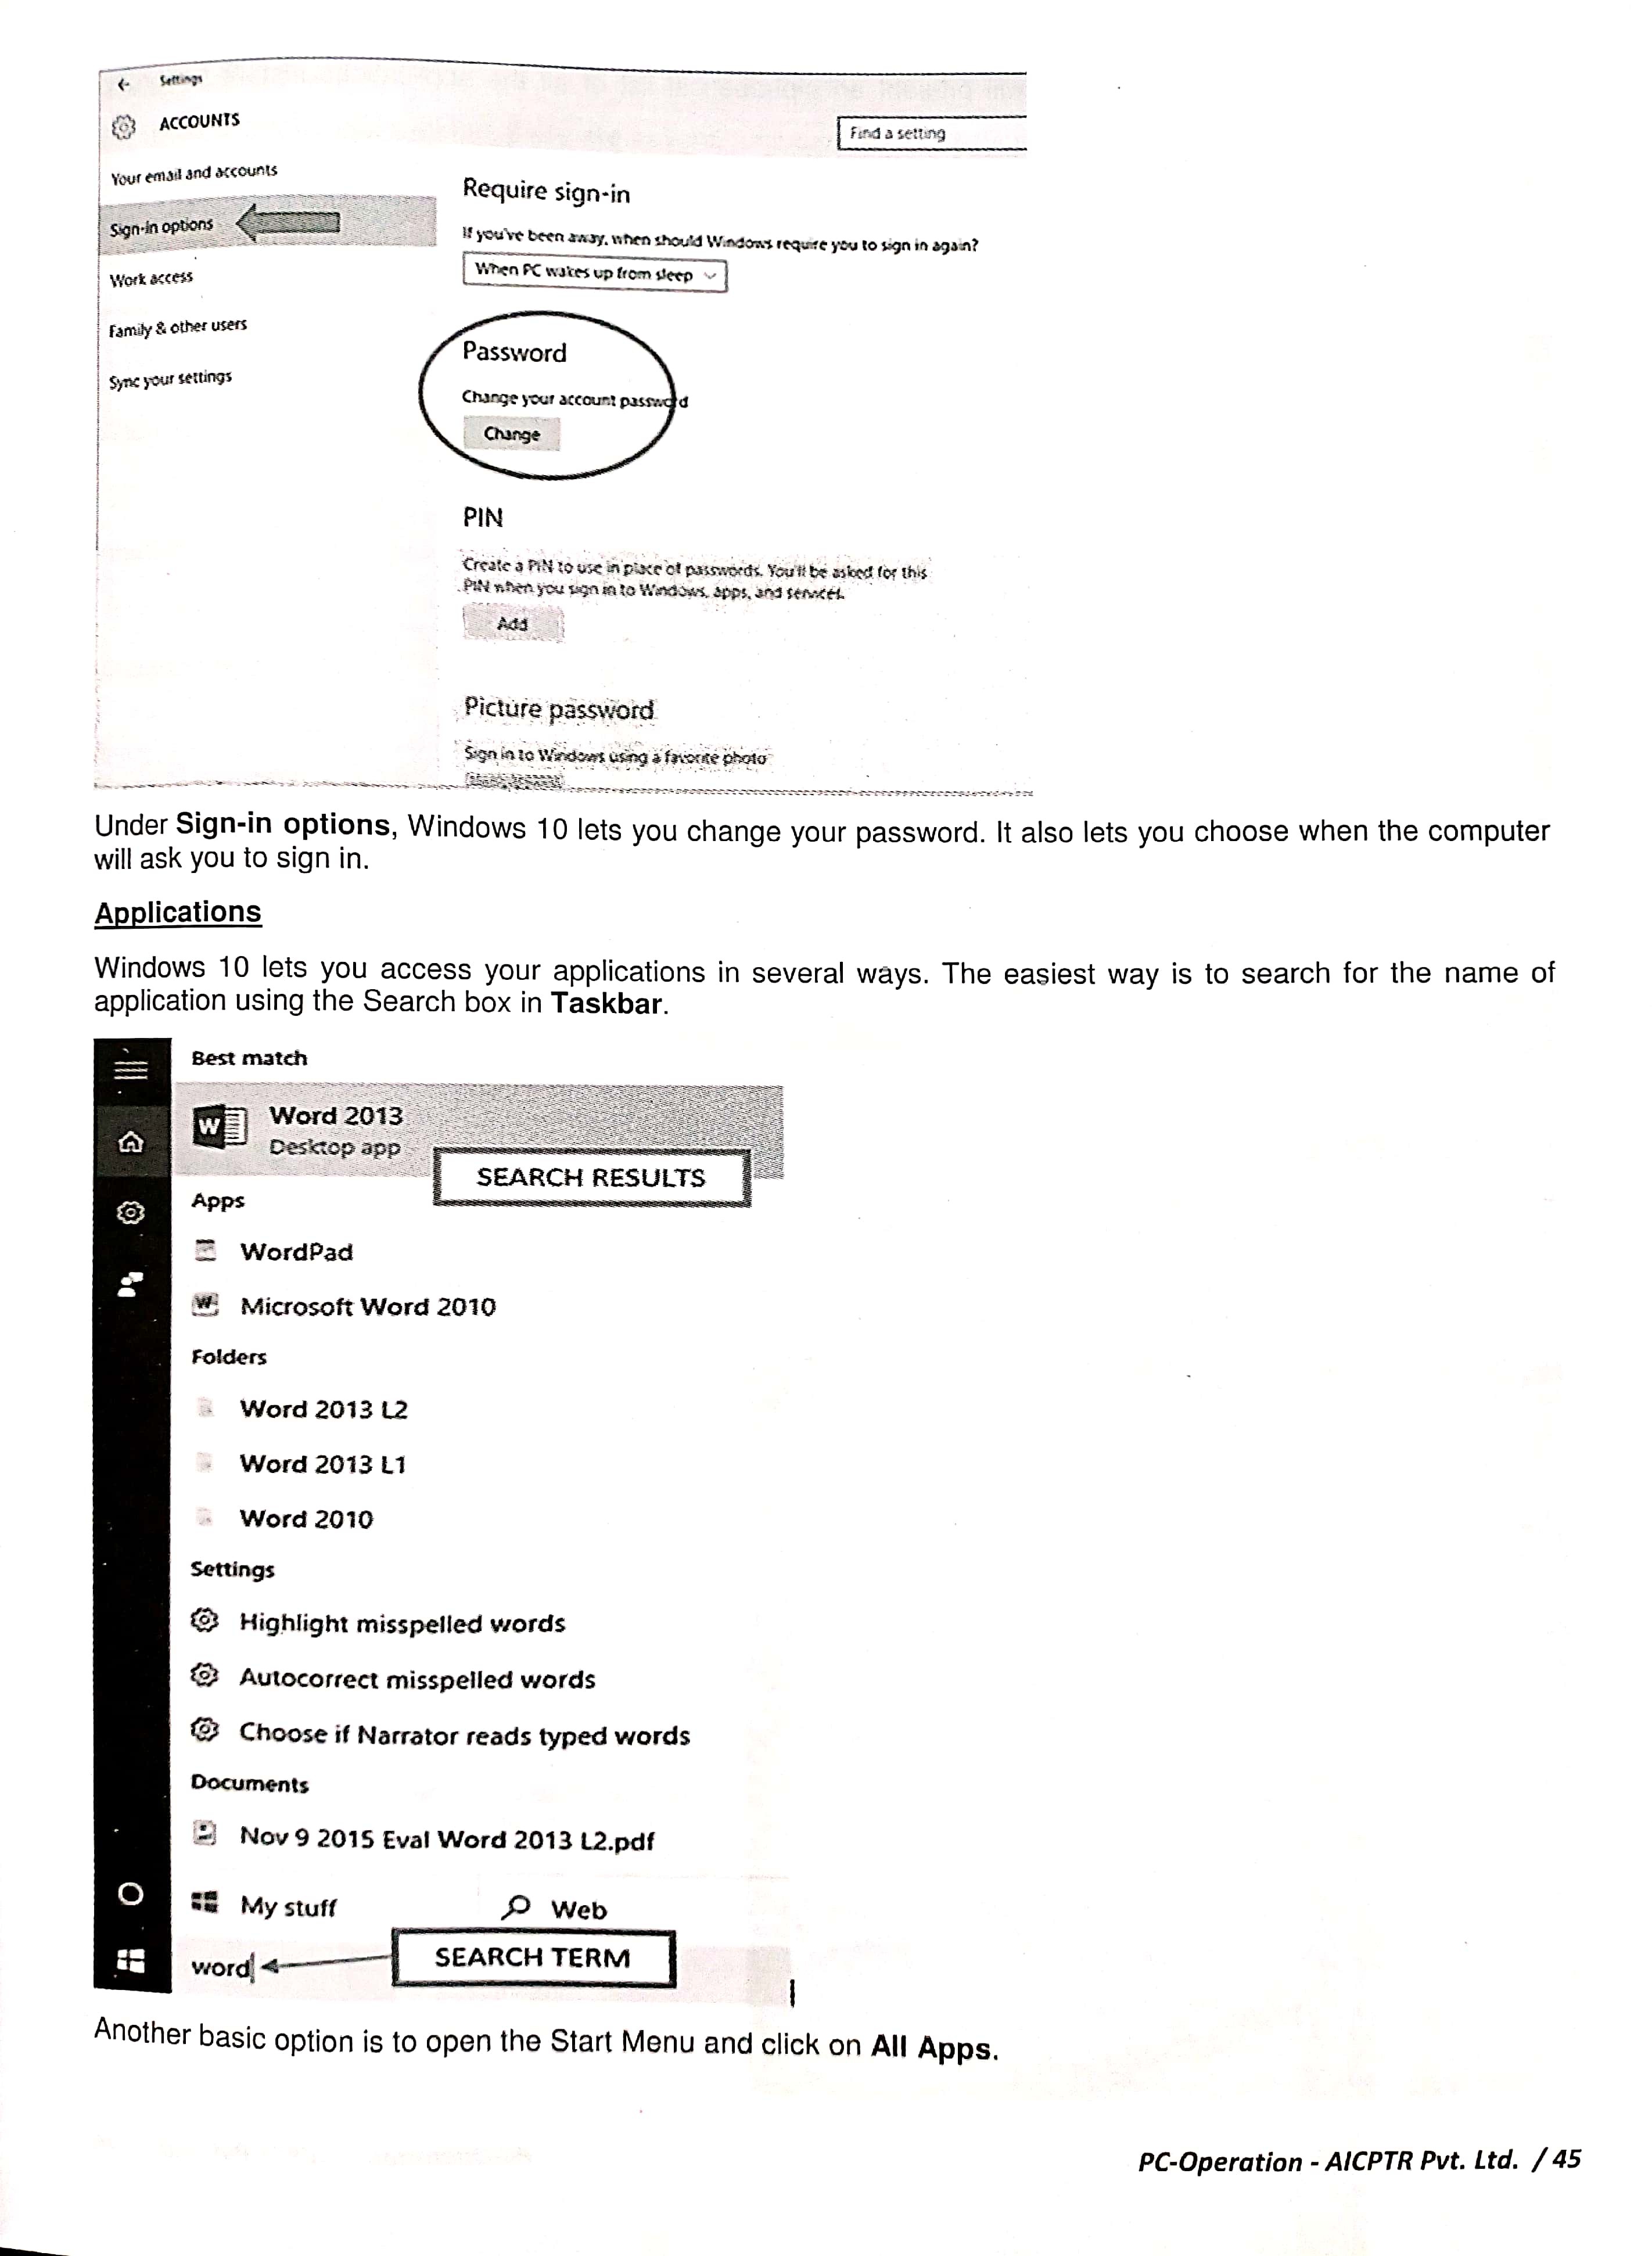 Settings
ACCOUNTS
Find a setting
Your email and accounts
Sign-in options
Work access
Family & other users
Sync your settings
Require sign-in
If you've been away, when should Windows require you to sign in again?
When PC wakes up from sleep
Password
Change your account password
Change
PIN
Create a PIN to use in place of passwords. You'll be asked for this
PIN when you sign in to Windows, apps, and services.
Add
Picture password
Sign in to Windows using a favorite photo
Under Sign-in options, Windows 10 lets you change your password. It also lets you choose when the computer
will ask you to sign in.
Applications
Windows 10 lets you access your applications in several ways. The easiest way is to search for the name of
application using the Search box in Taskbar.
Best match
Word 2013
Desktop app
SEARCH RESULTS
Apps
WordPad
Microsoft Word 2010
Folders
Word 2013 L2
Word 2013 L1
Word 2010
Settings
Highlight misspelled words
Autocorrect misspelled words
Choose if Narrator reads typed words
Documents
Nov 9 2015 Eval Word 2013 L2.pdf
My stuff
Web
word
SEARCH TERM
Another basic option is to open the Start Menu and click on All Apps.
PC-Operation - AICPTR Pvt. Ltd. / 45